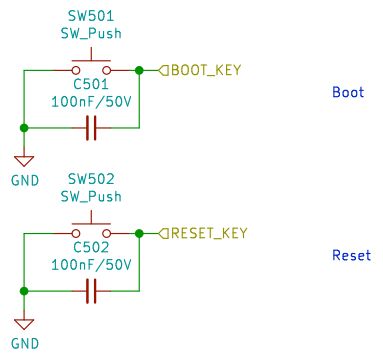 SW501
SW_Push
BOOT_KEY
C501
100nF/50V
Boot
GND
SW502
SW_Push
RESET_KEY
C502
100nF/50V
Reset
GND